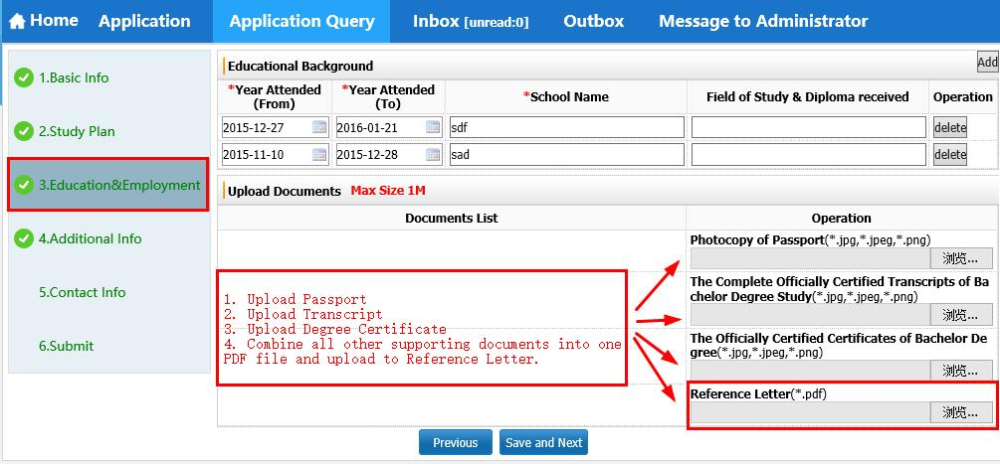 Home Application Application Query Inbox [unread:0] Outbox Message to Administrator
1.Basic Info
2.Study Plan
3.Education&Employment
4.Additional Info
5.Contact Info
6.Submit
Educational Background
Add
*Year Attended (From) *Year Attended (To) *School Name Field of Study & Diploma received Operation
2015-12-27 2016-01-21 sdf delete
2015-11-10 2015-12-28 sad delete
Upload Documents Max Size 1M
Documents List Operation
1. Upload Passport
2. Upload Transcript
3. Upload Degree Certificate
4. Combine all other supporting documents into one
PDF file and upload to Reference Letter.
Photocopy of Passport(*.jpg,*.jpeg,*.png)
浏览...
The Complete Officially Certified Transcripts of Ba
chelor Degree Study(*.jpg,*.jpeg,*.png)
浏览...
The Officially Certified Certificates of Bachelor De
gree(*.jpg,*.jpeg,*.png)
浏览...
Reference Letter(*.pdf)
浏览...
Previous Save and Next